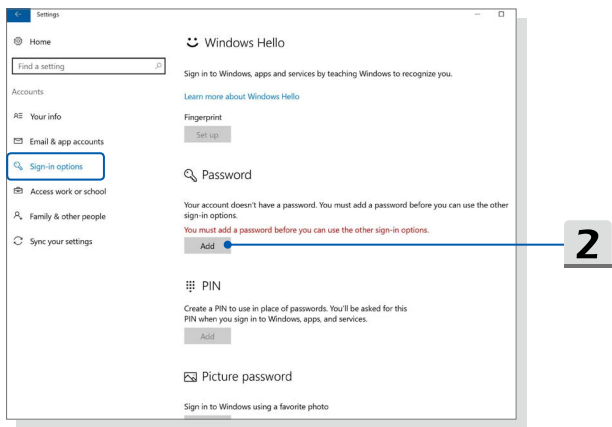 Settings
Home
Find a setting
Accounts
Your info
Email & app accounts
Sign-in options
Access work or school
Family & other people
Sync your settings
Windows Hello
Sign in to Windows, apps and services by teaching Windows to recognize you.
Learn more about Windows Hello
Fingerprint
Set up
Password
Your account doesn't have a password. You must add a password before you can use the other
sign-in options.
You must add a password before you can use the other sign-in options.
Add
2
PIN
Create a PIN to use in place of passwords. You'll be asked for this
PIN when you sign in to Windows, apps, and services.
Add
Picture password
Sign in to Windows using a favorite photo